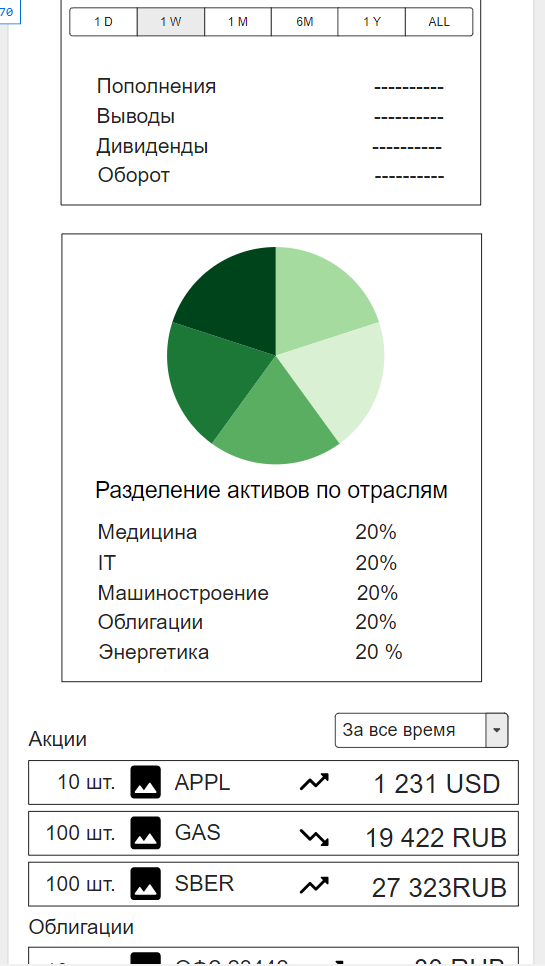 70
1 D 1 W 1 M 6M 1 Y ALL
Пополнения ----------
Выводы ----------
Дивиденды ----------
Оборот ----------
Разделение активов по отраслям
Медицина 20%
IT 20%
Машиностроение 20%
Облигации 20%
Энергетика 20 %
За все время
Акции
10 шт. APPL 1 231 USD
100 шт. GAS 19 422 RUB
100 шт. SBER 27 323RUB
Облигации